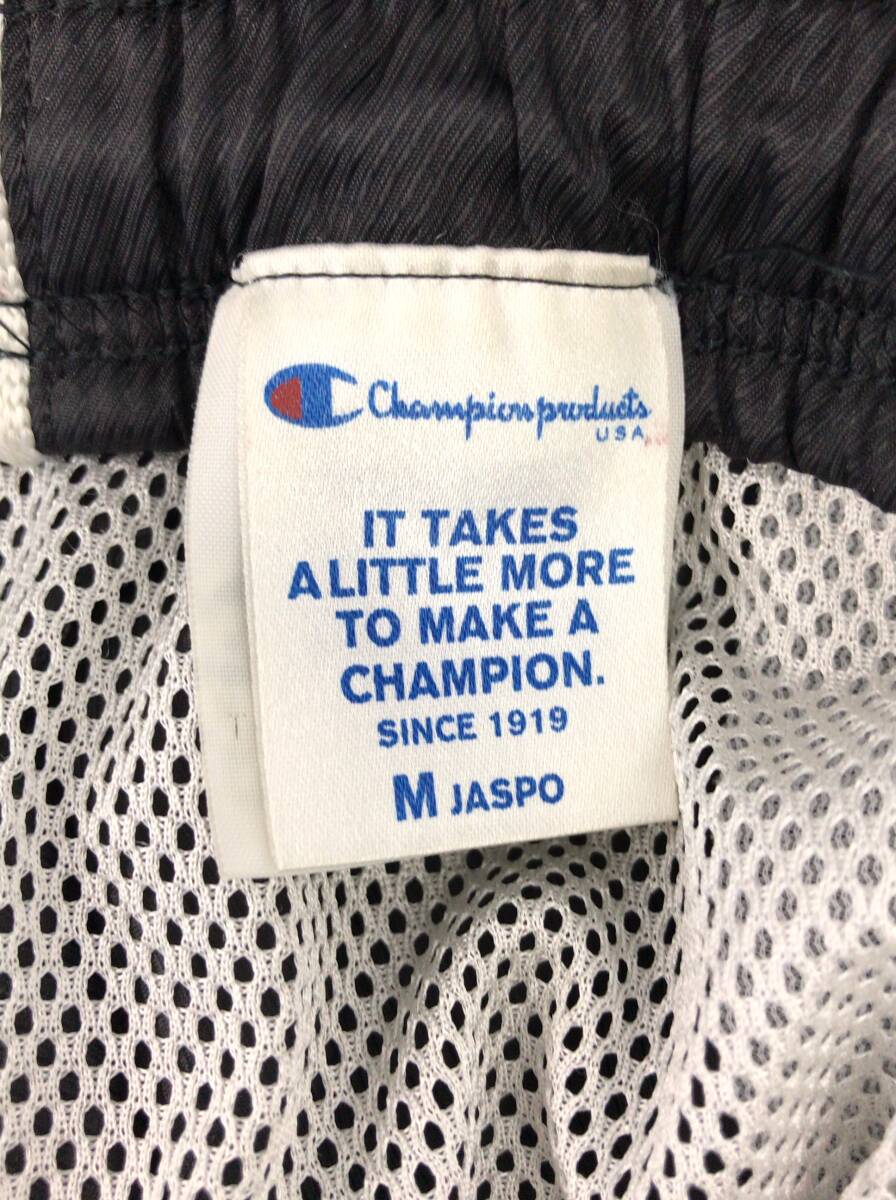 Champion products
USA
IT TAKES
A LITTLE MORE
TO MAKE A
CHAMPION.
SINCE 1919
M JASPO